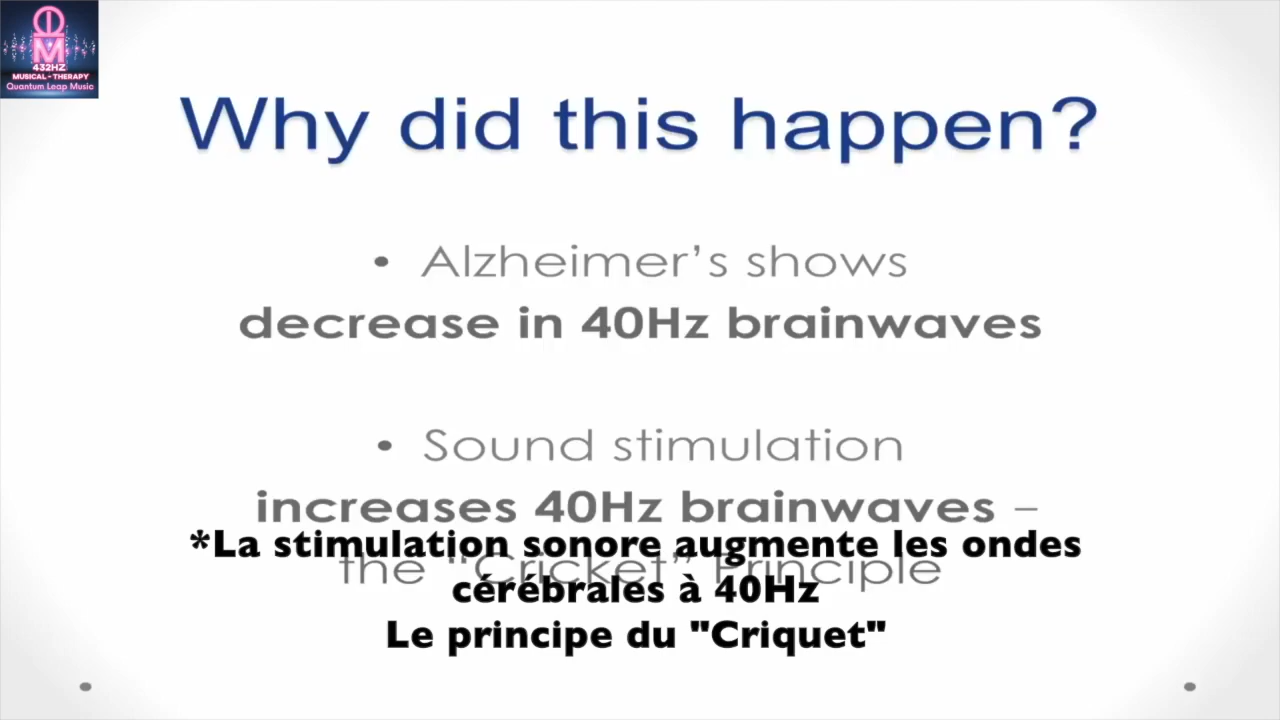 432HZ
MUSICAL - THERAPY
Quantum Leap Music
Why did this happen?
• Alzheimer's shows
decrease in 40Hz brainwaves
• Sound stimulation
increases 40Hz brainwaves –
the "Cricket" Principle
*La stimulation sonore augmente les ondes
cérébrales à 40Hz
Le principe du "Criquet"